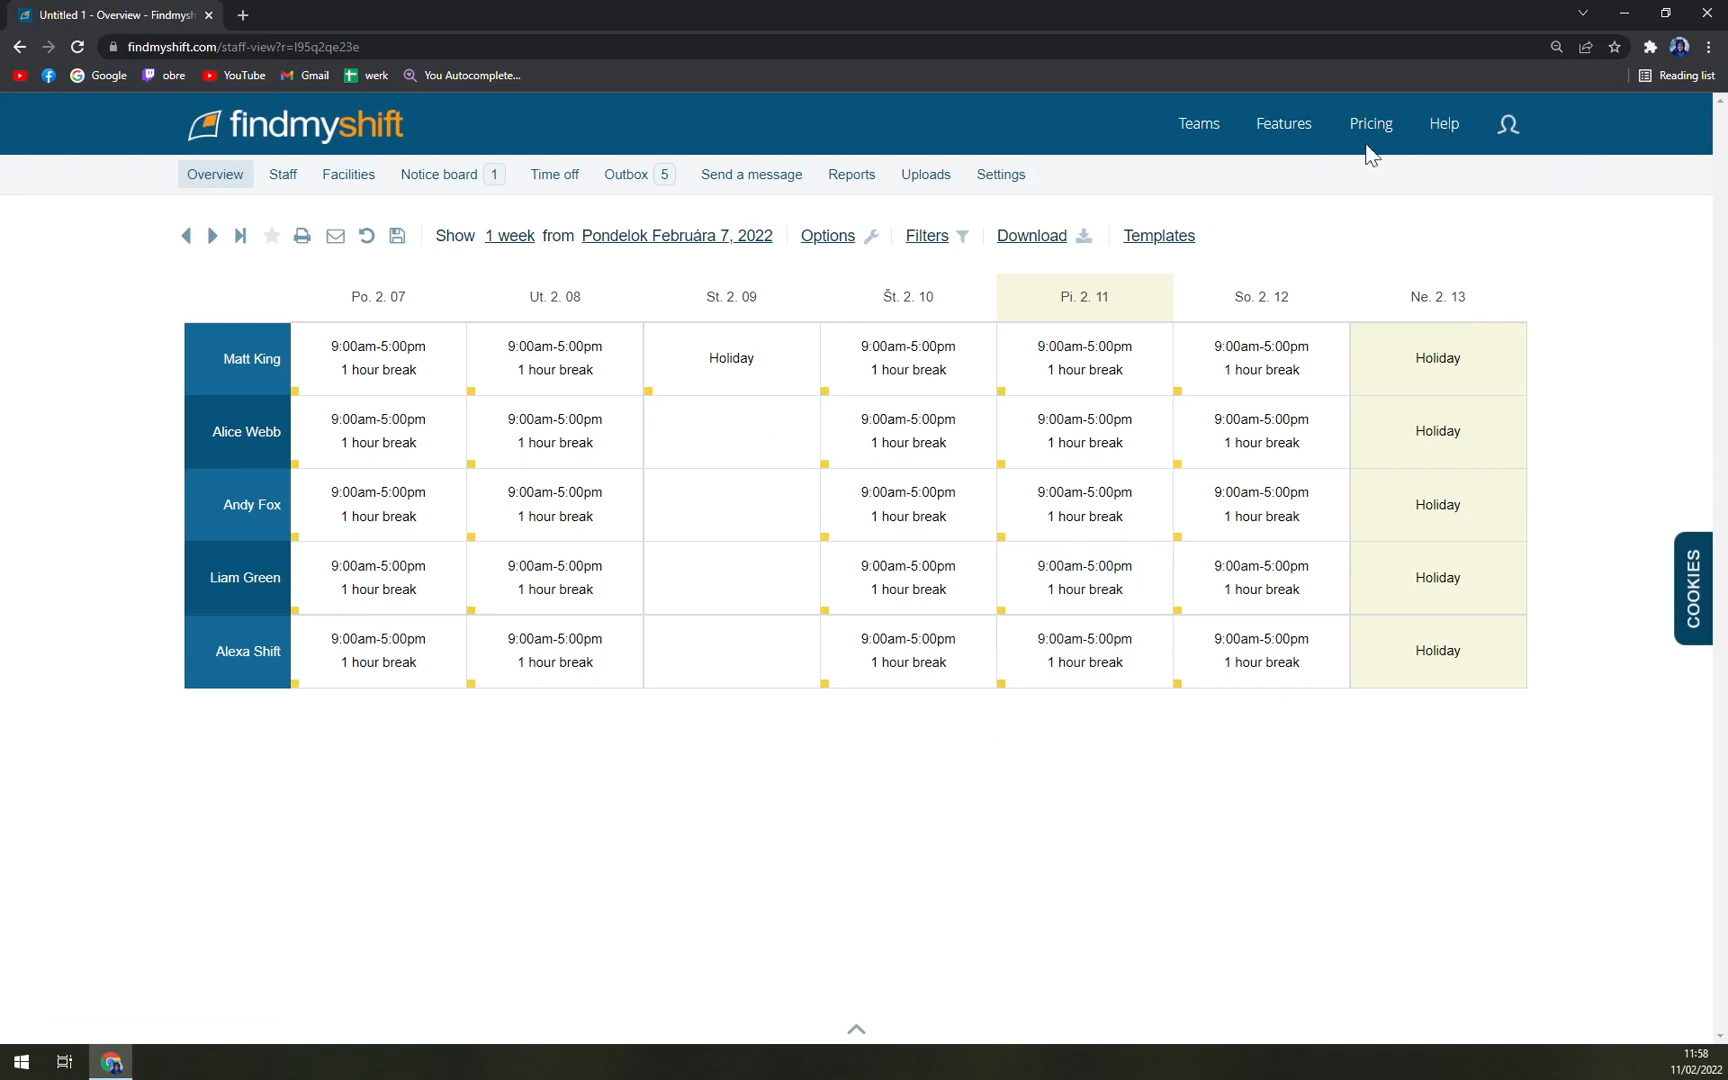 Untitled 1 - Overview - Findmysh
findmyshift.com/staff-view?r=l95q2qe23e
Google obre YouTube Gmail werk You Autocomplete... Reading list
findmyshift Teams Features Pricing Help
Overview Staff Facilities Notice board 1 Time off Outbox 5 Send a message Reports Uploads Settings
Show 1 week from Pondelok Februára 7, 2022 Options Filters Download Templates
Po. 2. 07 Ut. 2. 08 St. 2. 09 Št. 2. 10 Pi. 2. 11 So. 2. 12 Ne. 2. 13
Matt King 9:00am-5:00pm 9:00am-5:00pm Holiday 9:00am-5:00pm 9:00am-5:00pm 9:00am-5:00pm Holiday
1 hour break 1 hour break 1 hour break 1 hour break 1 hour break
Alice Webb 9:00am-5:00pm 9:00am-5:00pm 9:00am-5:00pm 9:00am-5:00pm 9:00am-5:00pm Holiday
1 hour break 1 hour break 1 hour break 1 hour break 1 hour break
Andy Fox 9:00am-5:00pm 9:00am-5:00pm 9:00am-5:00pm 9:00am-5:00pm 9:00am-5:00pm Holiday
1 hour break 1 hour break 1 hour break 1 hour break 1 hour break
Liam Green 9:00am-5:00pm 9:00am-5:00pm 9:00am-5:00pm 9:00am-5:00pm 9:00am-5:00pm Holiday
1 hour break 1 hour break 1 hour break 1 hour break 1 hour break
Alexa Shift 9:00am-5:00pm 9:00am-5:00pm 9:00am-5:00pm 9:00am-5:00pm 9:00am-5:00pm Holiday
1 hour break 1 hour break 1 hour break 1 hour break 1 hour break
COOKIES
11:58
11/02/2022